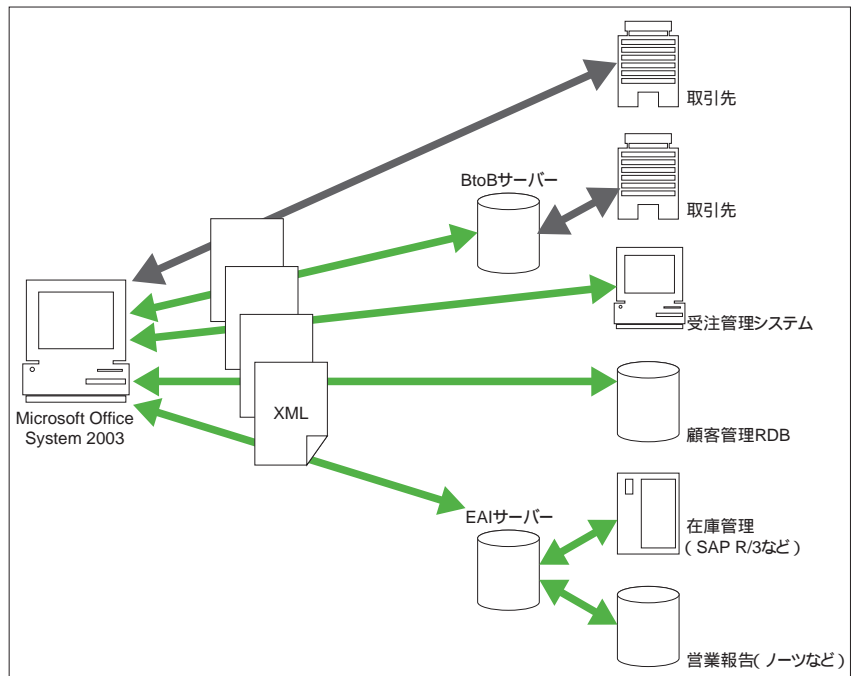 取引先
BtoBサーバー
取引先
受注管理システム
Microsoft Office
System 2003
XML
顧客管理RDB
EAIサーバー
在庫管理
( SAP R/3など )
営業報告( ノーツなど )